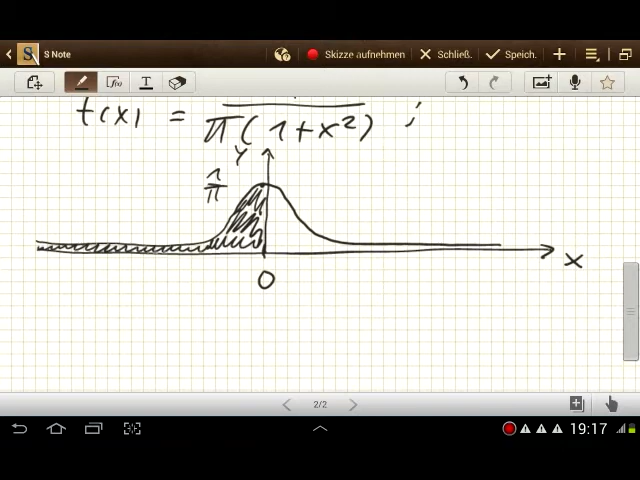 S Note
Skizze aufnehmen
Schließ.
Speich.
f(x)
T
f(x) = π(1+x²) ;
y
1/π
0
x
2/2
19:17